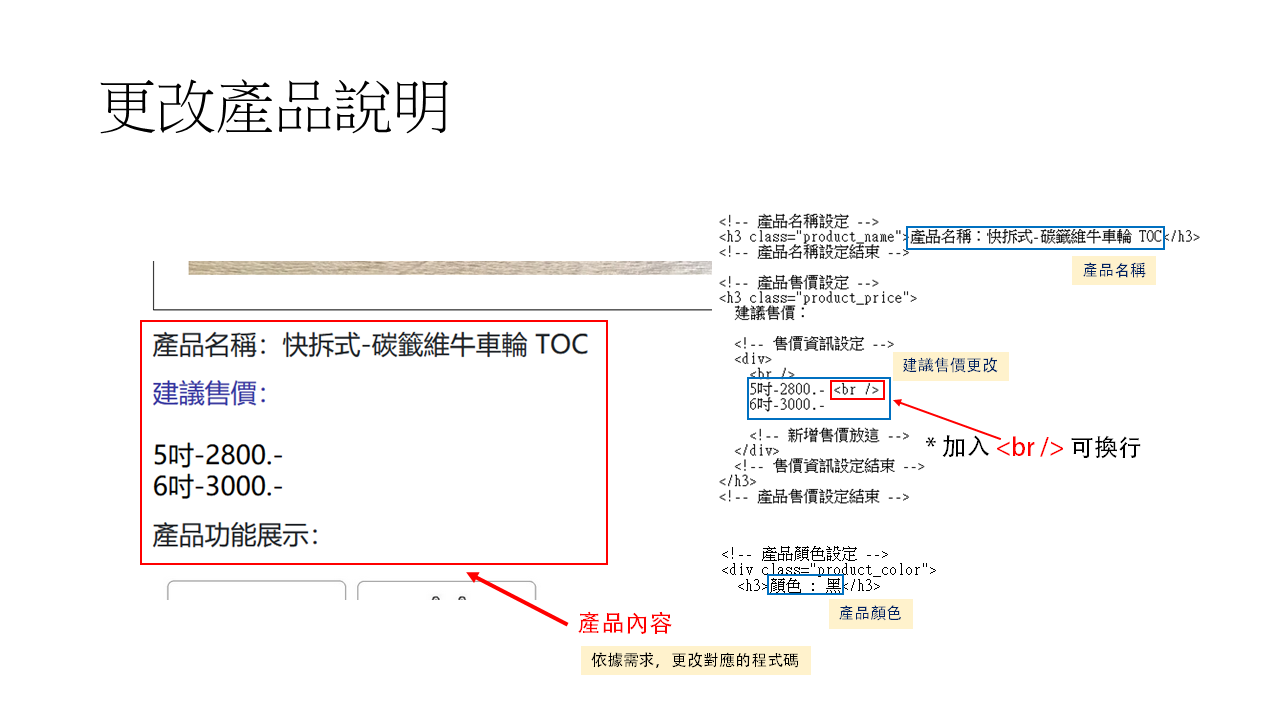 更改產品說明
產品名稱：快拆式-碳籤維牛車輪 TOC
建議售價：
5吋-2800.-
6吋-3000.-
產品功能展示：
產品內容
依據需求，更改對應的程式碼
<!-- 產品名稱設定 -->
<h3 class="product_name">產品名稱：快拆式-碳籤維牛車輪 TOC</h3>
<!-- 產品名稱設定結束 -->
產品名稱
<!-- 產品售價設定 -->
<h3 class="product_price">
建議售價：
<!-- 售價資訊設定 -->
<div>
<br />
建議售價更改
5吋-2800.- <br />
6吋-3000.-
<!-- 新增售價放這 -->
* 加入 <br /> 可換行
</div>
<!-- 售價資訊設定結束 -->
</h3>
<!-- 產品售價設定結束 -->
<!-- 產品顏色設定 -->
<div class="product_color">
<h3>顏色 : 黑</h3>
產品顏色